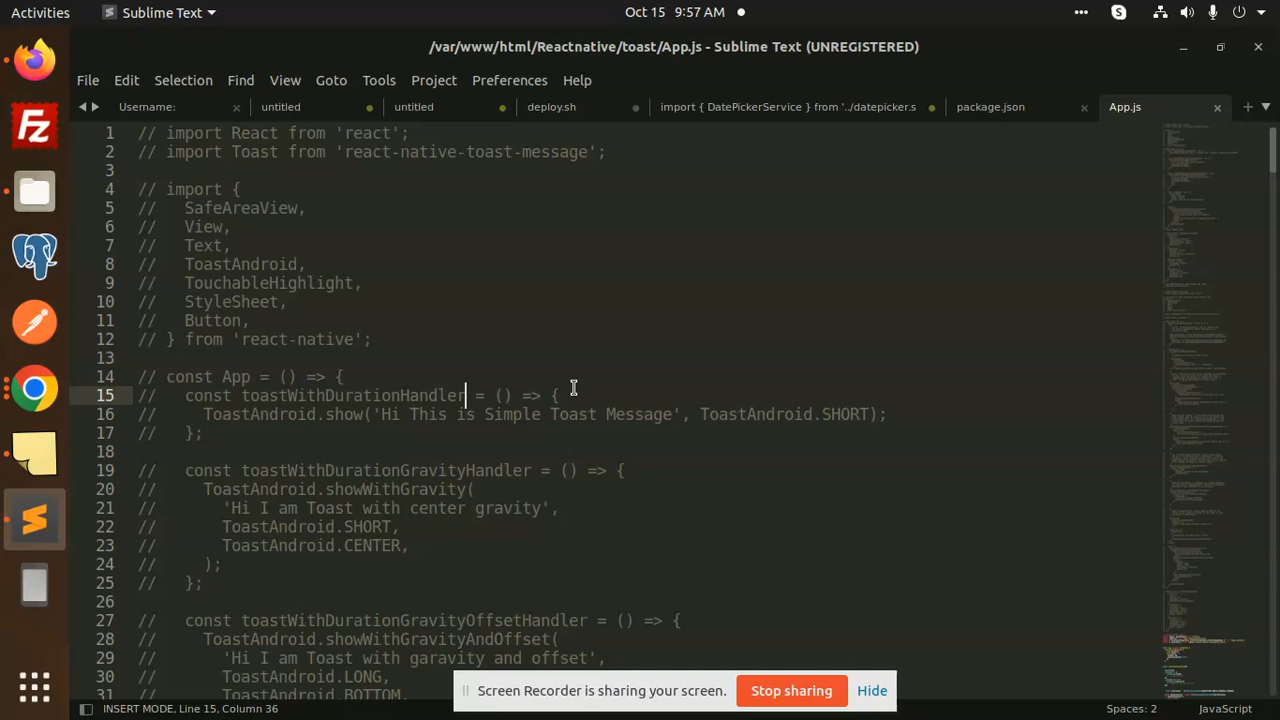 Activities Sublime Text Oct 15 9:57 AM
/var/www/html/Reactnative/toast/App.js - Sublime Text (UNREGISTERED)
File Edit Selection Find View Goto Tools Project Preferences Help
Username: untitled untitled deploy.sh import { DatePickerService } from '../datepicker.s package.json App.js
1 // import React from 'react';
2 // import Toast from 'react-native-toast-message';
3
4 // import {
5 // SafeAreaView,
6 // View,
7 // Text,
8 // ToastAndroid,
9 // TouchableHighlight,
10 // StyleSheet,
11 // Button,
12 // } from 'react-native';
13
14 // const App = () => {
15 // const toastWithDurationHandler = () => {
16 // ToastAndroid.show('Hi This is Simple Toast Message', ToastAndroid.SHORT);
17 // };
18
19 // const toastWithDurationGravityHandler = () => {
20 // ToastAndroid.showWithGravity(
21 // 'Hi I am Toast with center gravity',
22 // ToastAndroid.SHORT,
23 // ToastAndroid.CENTER,
24 // );
25 // };
26
27 // const toastWithDurationGravityOffsetHandler = () => {
28 // ToastAndroid.showWithGravityAndOffset(
29 // 'Hi I am Toast with garavity and offset',
30 // ToastAndroid.LONG,
31 // ToastAndroid.BOTTOM,
Screen Recorder is sharing your screen. Stop sharing Hide
INSERT MODE, Line 15, Column 36 Spaces: 2 JavaScript